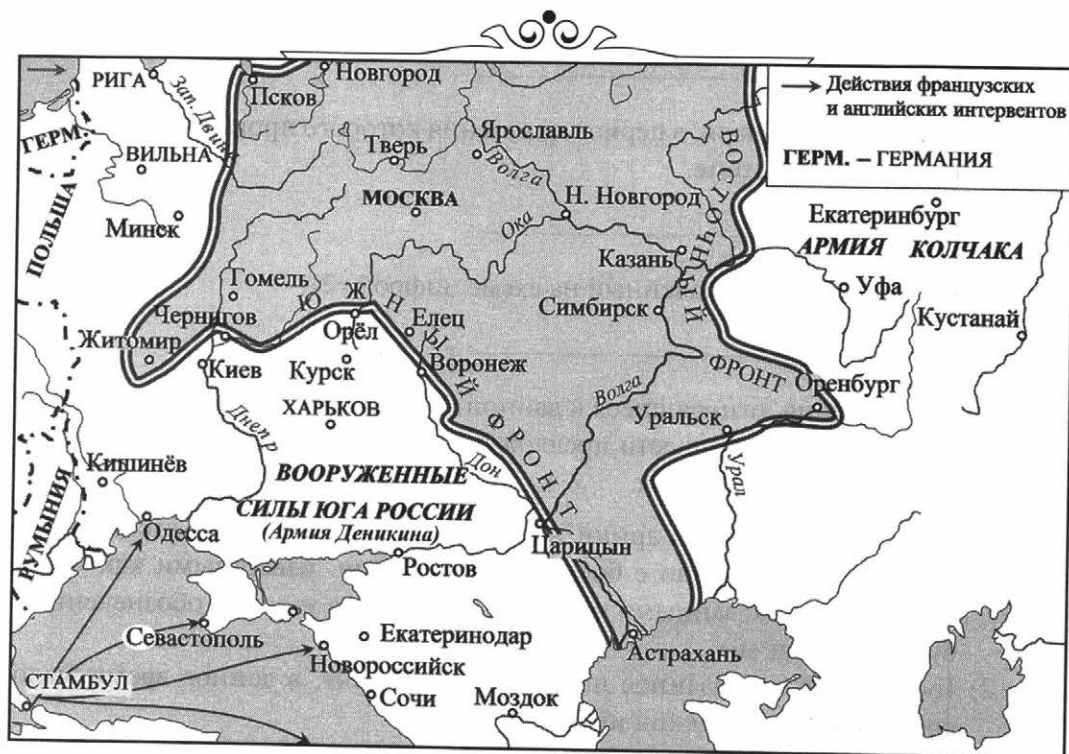 Действия французских
и английских интервентов
ГЕРМ. – ГЕРМАНИЯ
РИГА
Зап. Двина
Псков
Новгород
ГЕРМ.
ВИЛЬНА
Тверь
Ярославль
Волга
ВОСТОЧНЫЙ
ФРОНТ
МОСКВА
Н. Новгород
Ока
Екатеринбург
АРМИЯ КОЛЧАКА
ПОЛЬША
Минск
Казань
Уфа
Гомель
Симбирск
Кустанай
ЮЖНЫЙ ФРОНТ
Чернигов
Орёл
Елец
Житомир
Киев
Курск
Воронеж
Оренбург
ХАРЬКОВ
Волга
Уральск
Днепр
Дон
Урал
Кишинёв
ВООРУЖЕННЫЕ
СИЛЫ ЮГА РОССИИ
(Армия Деникина)
РУМЫНИЯ
Одесса
Царицын
Ростов
Севастополь
Екатеринодар
Астрахань
Новороссийск
СТАМБУЛ
Сочи
Моздок